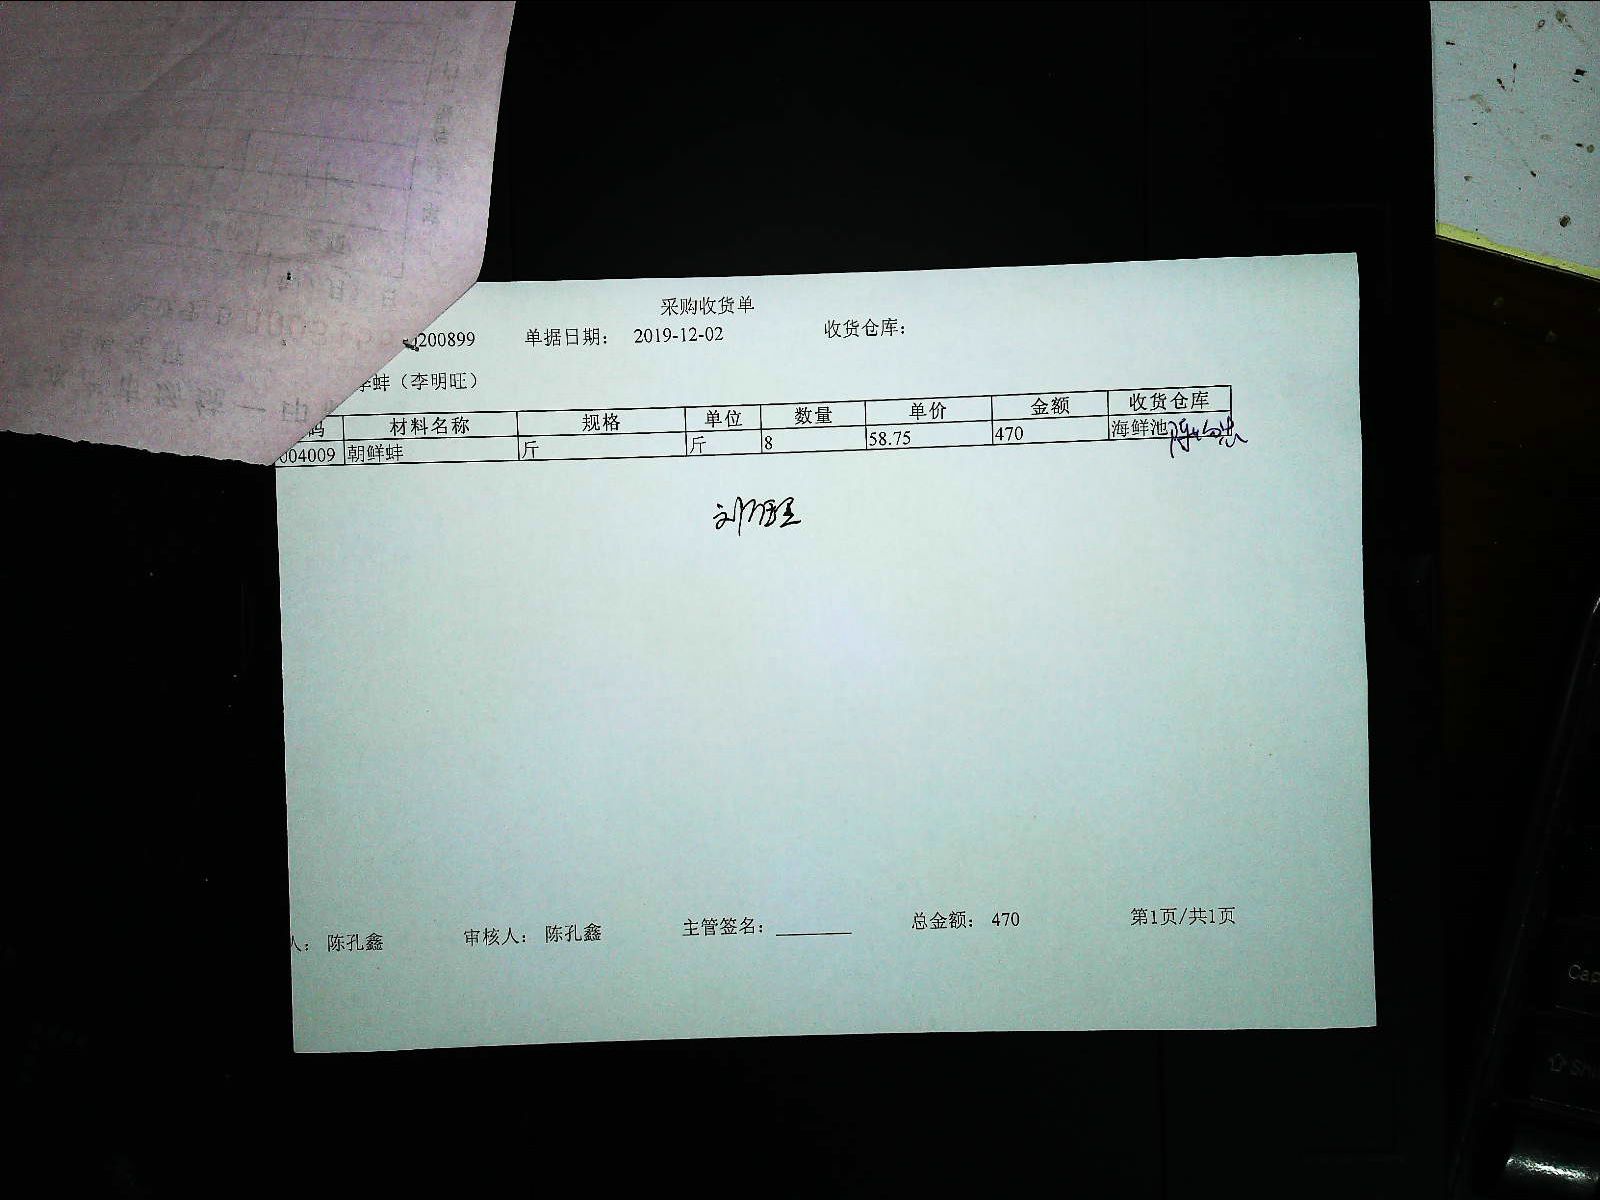 采购收货单
200899 单据日期： 2019-12-02 收货仓库：
蚌（李明旺）
码 材料名称 规格 单位 数量 单价 金额 收货仓库
004009 朝鲜蚌 斤 斤 8 58.75 470 海鲜池
人： 陈孔鑫 审核人： 陈孔鑫 主管签名： 总金额： 470 第1页/共1页